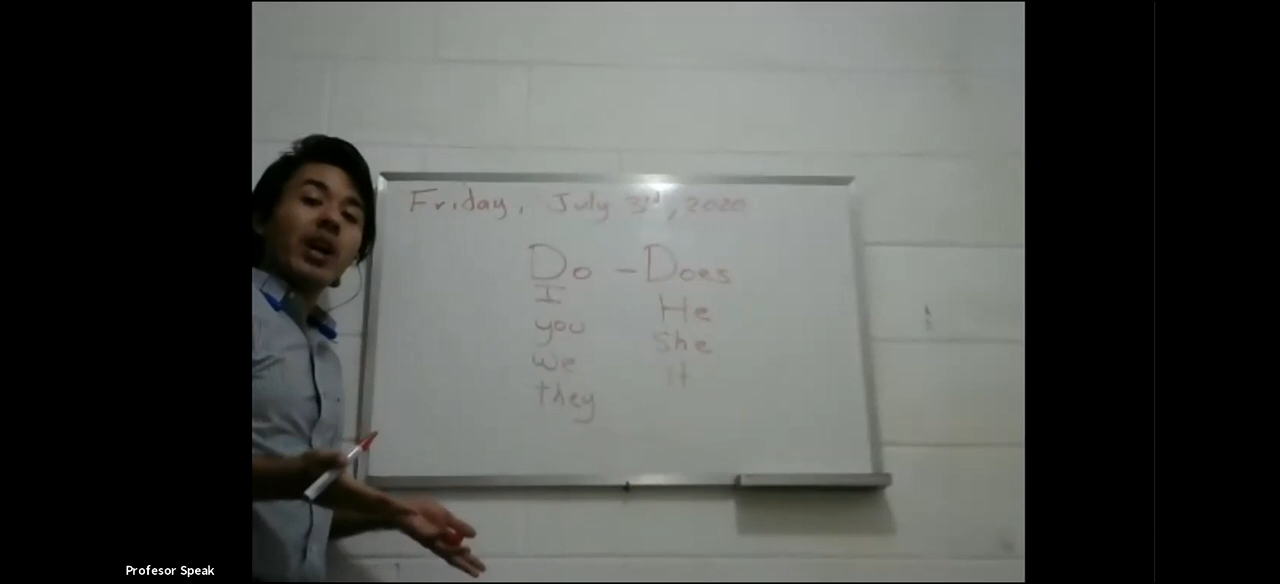 Friday, July 3rd, 2020
Do - Does
I
He
you
She
we
it
they
Profesor Speak